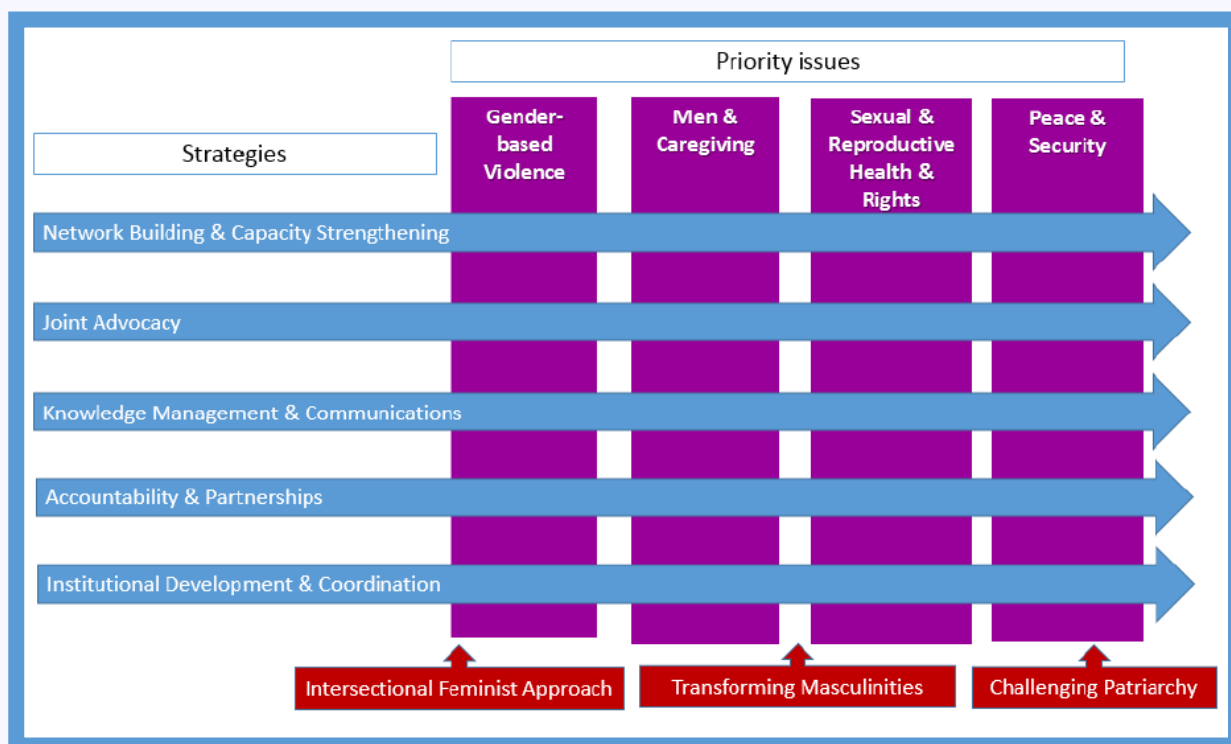 Priority issues
Strategies
Gender-
based
Violence
Men &
Caregiving
Sexual &
Reproductive
Health &
Rights
Peace &
Security
Network Building & Capacity Strengthening
Joint Advocacy
Knowledge Management & Communications
Accountability & Partnerships
Institutional Development & Coordination
Intersectional Feminist Approach
Transforming Masculinities
Challenging Patriarchy